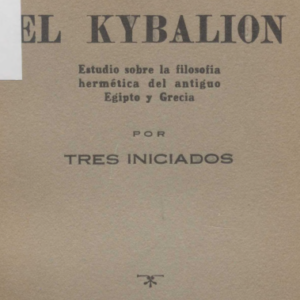 EL KYBALION
Estudio sobre la filosofía
hermética del antiguo
Egipto y Grecia
POR
TRES INICIADOS